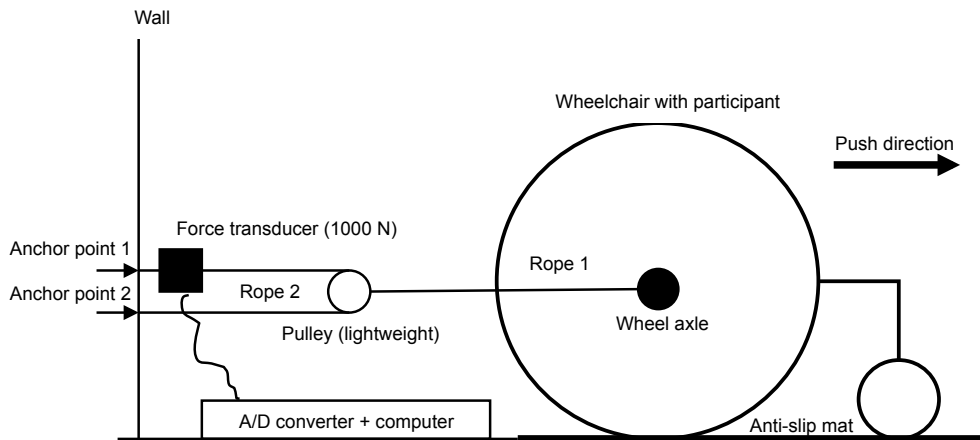 Wall
Wheelchair with participant
Push direction
Force transducer (1000 N)
Anchor point 1
Rope 1
Anchor point 2
Rope 2
Wheel axle
Pulley (lightweight)
A/D converter + computer
Anti-slip mat